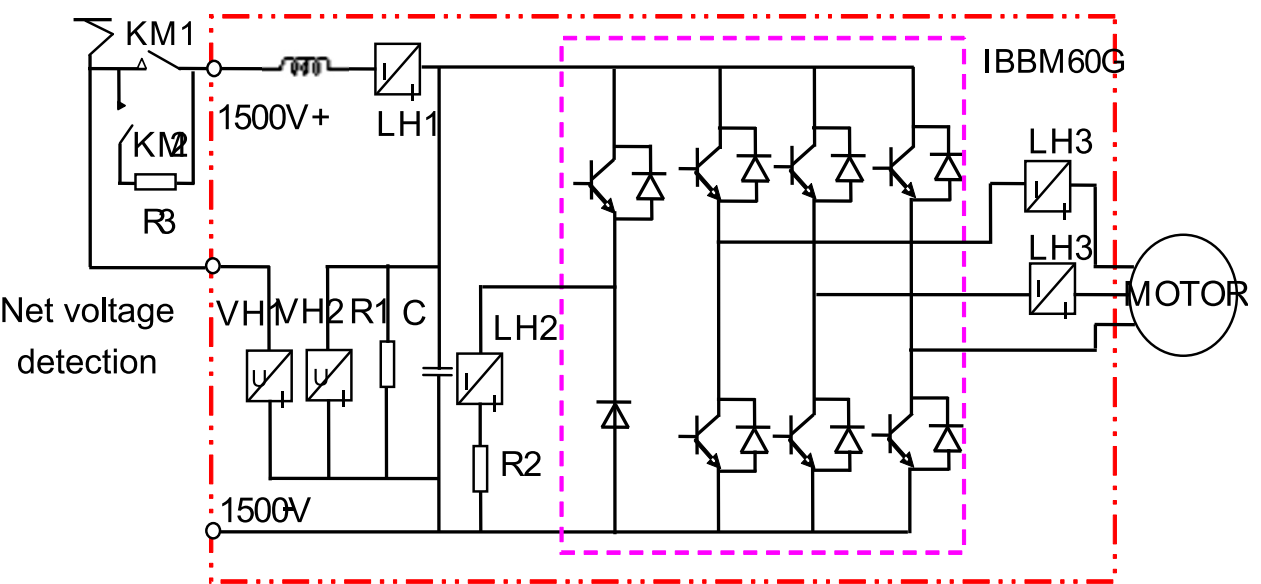 KM1
IBBM60G
1500V+
LH1
KM2
LH3
R3
LH3
Net voltage
detection
VH1
VH2
R1
C
LH2
MOTOR
U
U
R2
1500V-
I
I
I
I